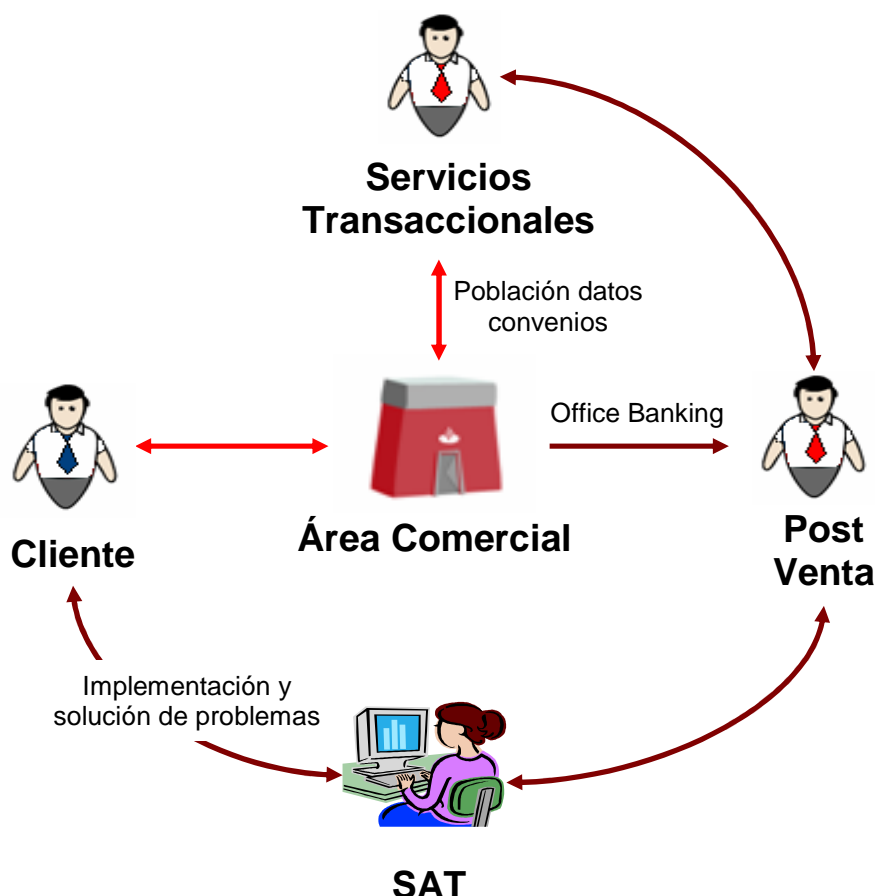 Servicios
Transaccionales
Población datos
convenios
Office Banking
Área Comercial
Cliente
Post
Venta
Implementación y
solución de problemas
SAT